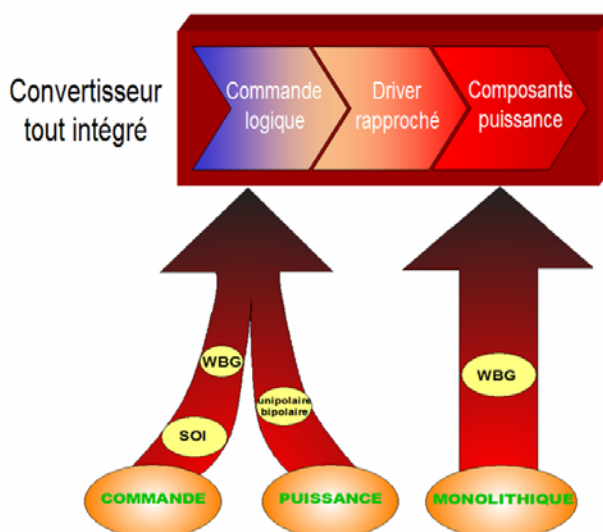 Convertisseur
tout intégré
Commande
logique
Driver
rapproché
Composants
puissance
WBG
SOI
unipolaire
bipolaire
WBG
COMMANDE
PUISSANCE
MONOLITHIQUE